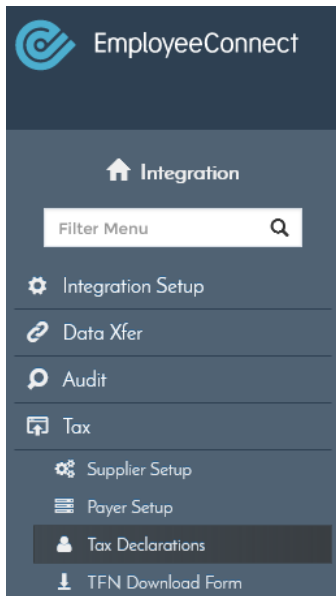 EmployeeConnect
Integration
Filter Menu
Integration Setup
Data Xfer
Audit
Tax
Supplier Setup
Payer Setup
Tax Declarations
TFN Download Form